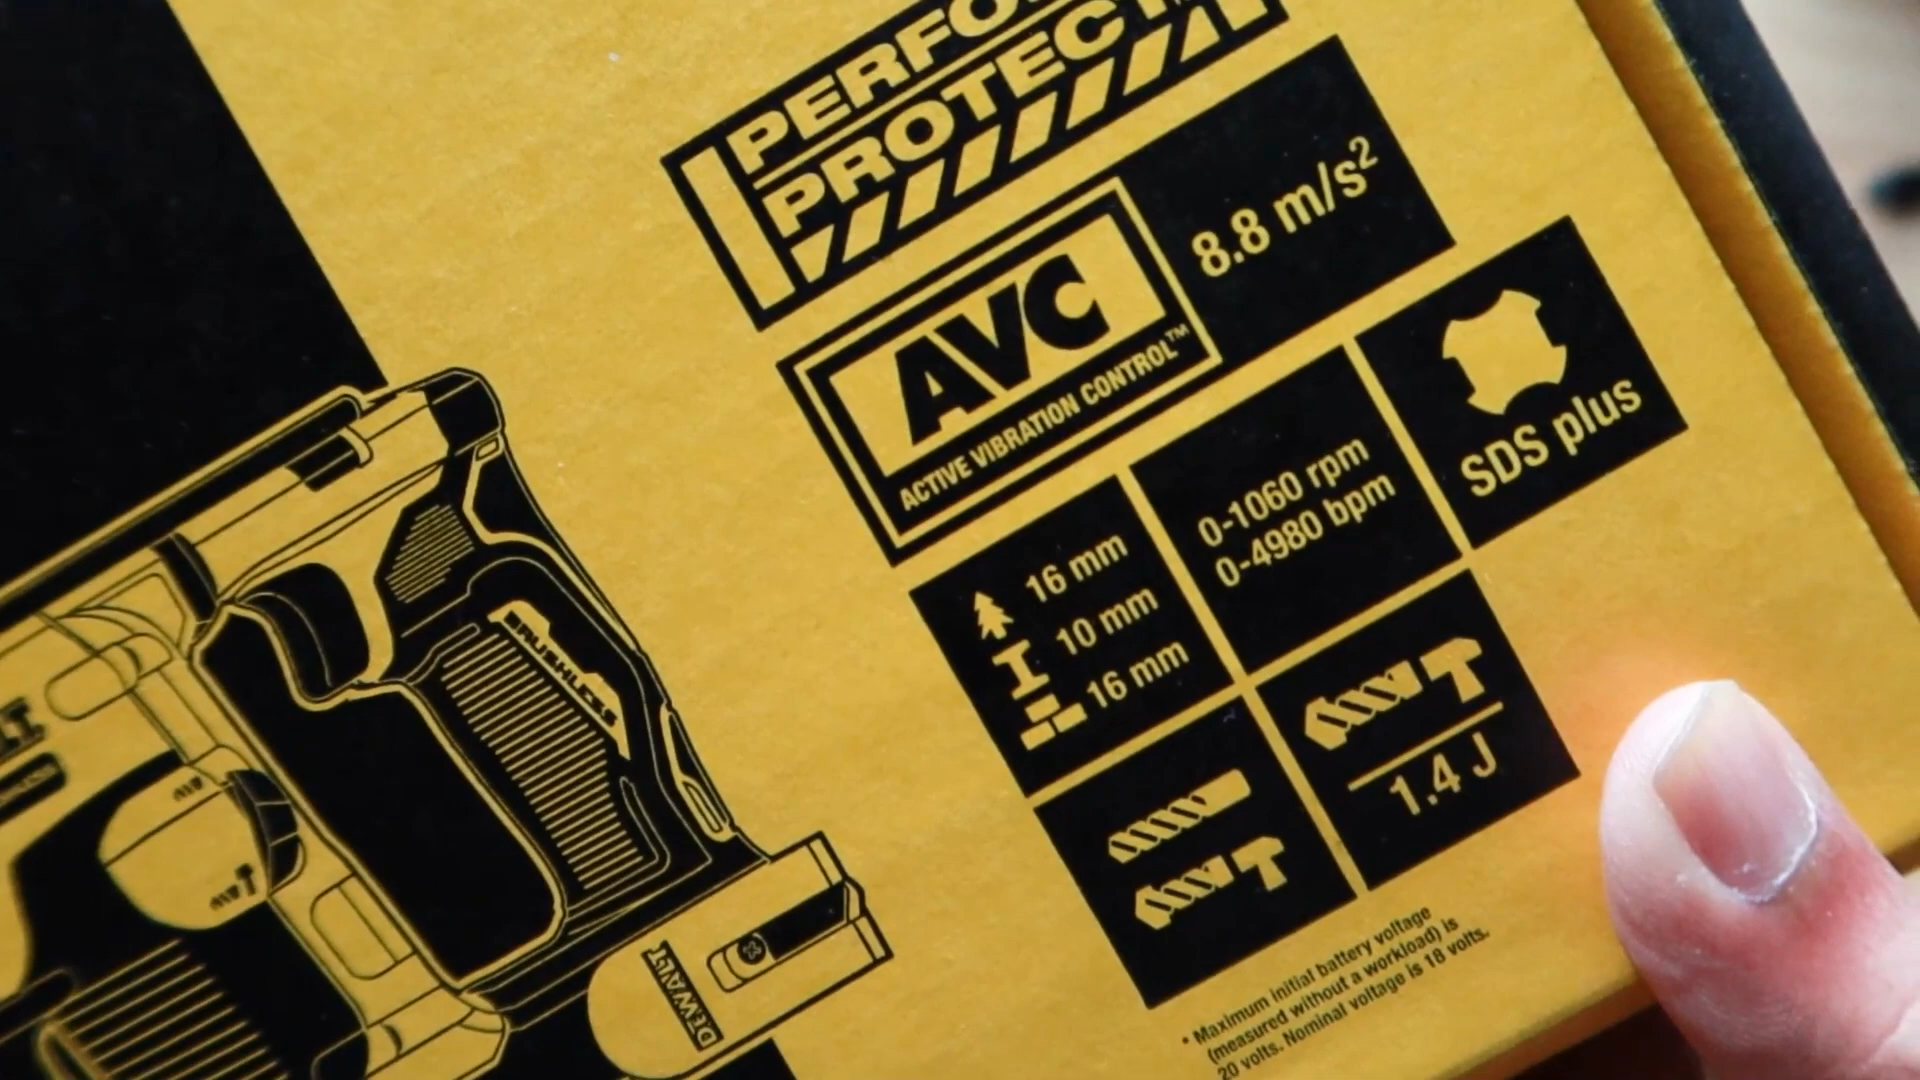 PERFO
PROTECT
AVC
ACTIVE VIBRATION CONTROL™
8.8 m/s²
16 mm
10 mm
16 mm
0-1060 rpm
0-4980 bpm
SDS plus
1.4 J
BRUSHLESS
DEWALT
* Maximum initial battery voltage
(measured without a workload) is
20 volts. Nominal voltage is 18 volts.